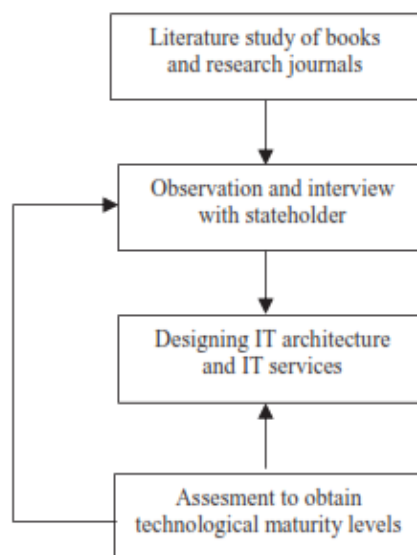 Literature study of books
and research journals
Observation and interview
with stateholder
Designing IT architecture
and IT services
Assesment to obtain
technological maturity levels